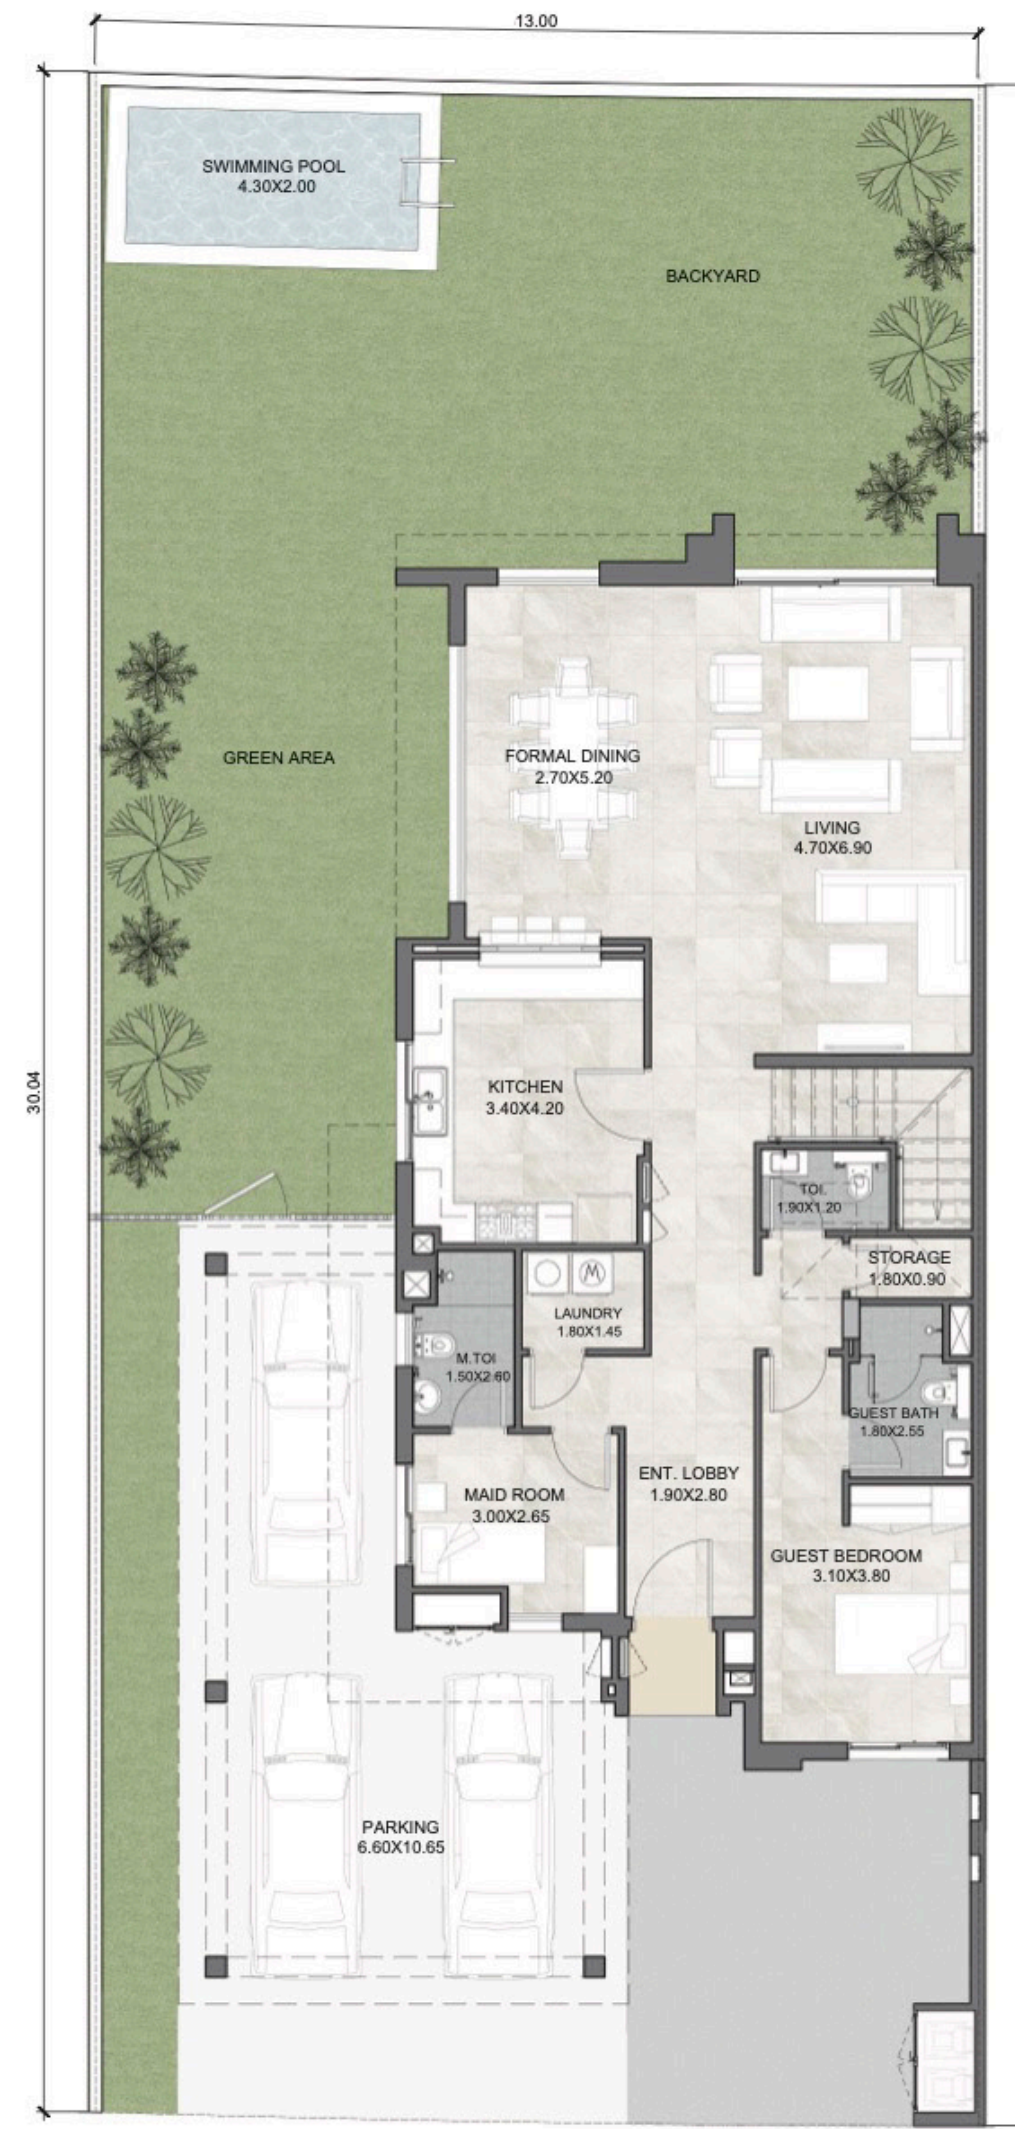 13.00
SWIMMING POOL
4.30X2.00
BACKYARD
GREEN AREA
FORMAL DINING
2.70X5.20
LIVING
4.70X6.90
30.04
KITCHEN
3.40X4.20
TOI.
1.90X1.20
STORAGE
1.80X0.90
LAUNDRY
1.80X1.45
M
M.TOI
1.50X2.60
GUEST BATH
1.80X2.55
ENT. LOBBY
1.90X2.80
MAID ROOM
3.00X2.65
GUEST BEDROOM
3.10X3.80
PARKING
6.60X10.65